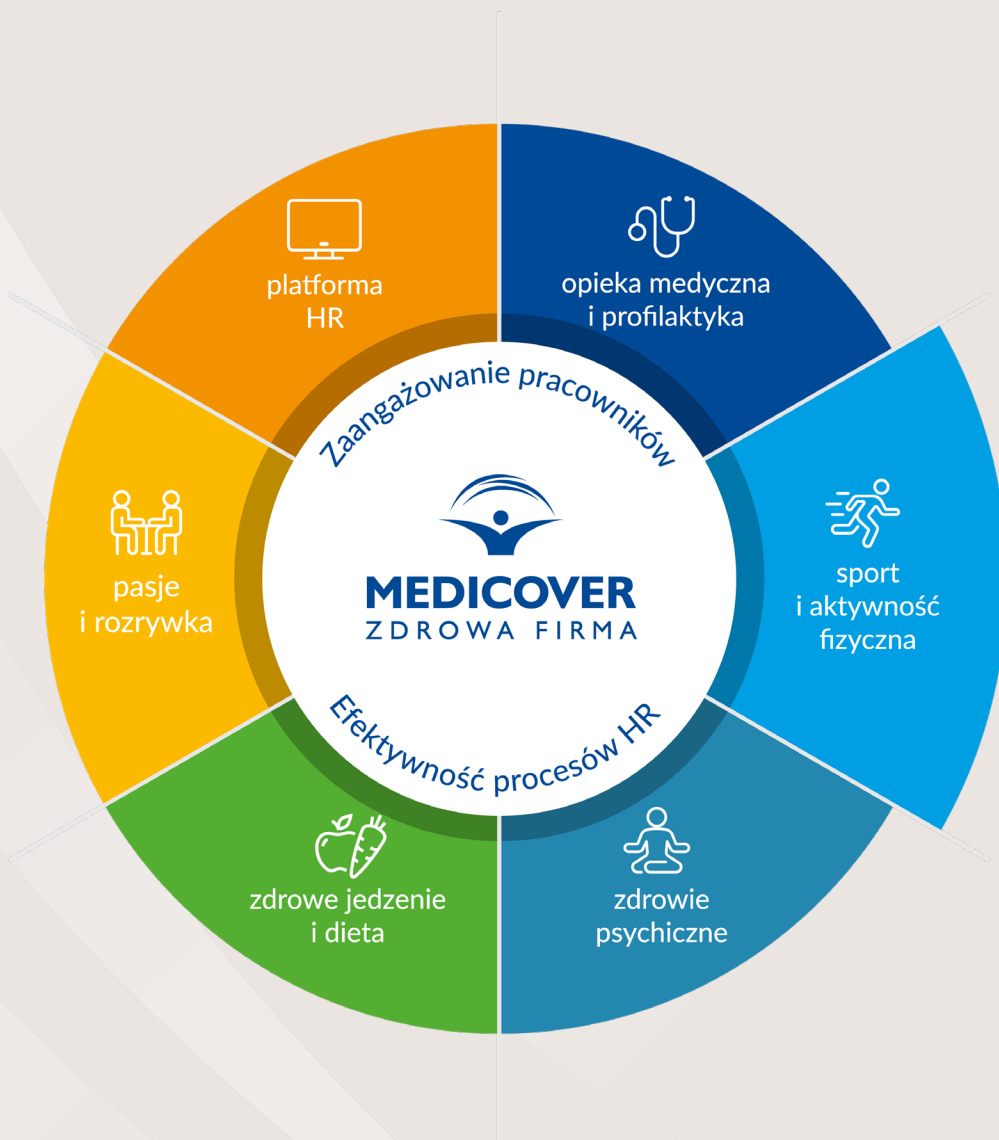 platforma
HR
opieka medyczna
i profilaktyka
Zaangażowanie pracowników
pasje
i rozrywka
MEDICOVER
ZDROWA FIRMA
sport
i aktywność
fizyczna
Efektywność procesów HR
zdrowe jedzenie
i dieta
zdrowie
psychiczne